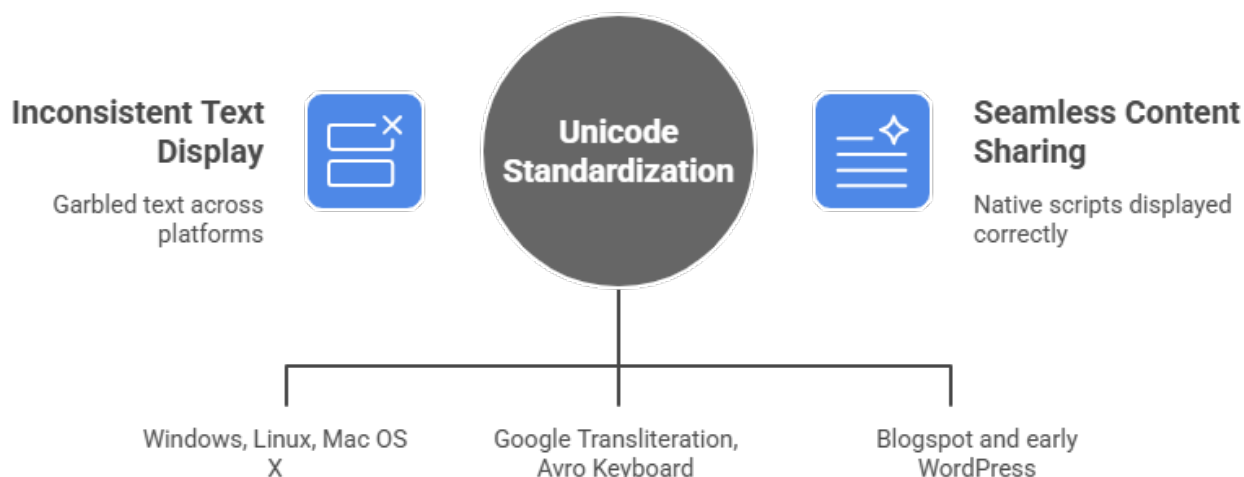 Inconsistent Text
Display
Garbled text across
platforms
Unicode
Standardization
Seamless Content
Sharing
Native scripts displayed
correctly
Windows, Linux, Mac OS
X
Google Transliteration,
Avro Keyboard
Blogspot and early
WordPress